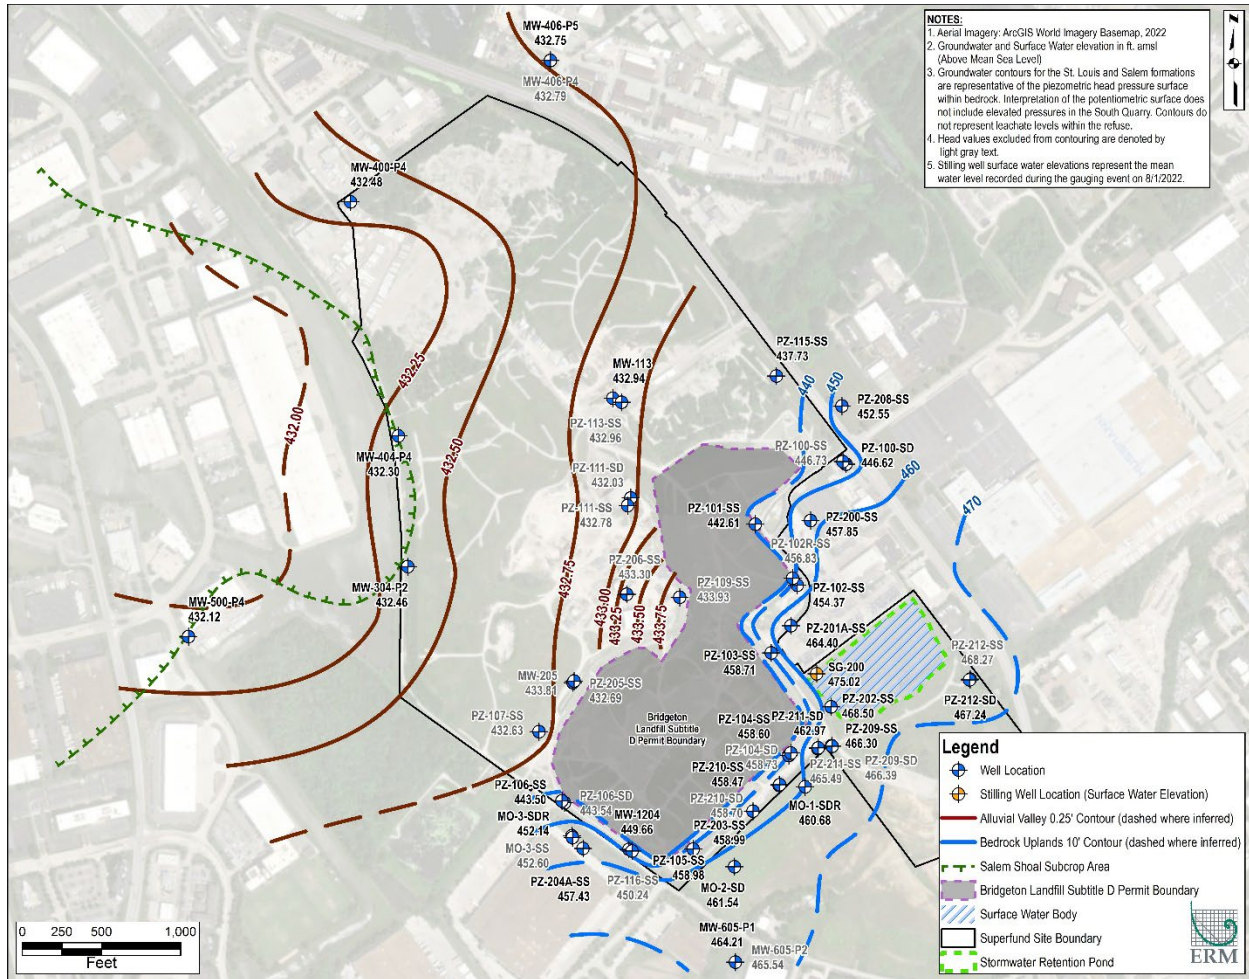 NOTES:
1. Aerial Imagery: ArcGIS World Imagery Basemap, 2022
2. Groundwater and Surface Water elevation in ft. amsl
(Above Mean Sea Level)
3. Groundwater contours for the St. Louis and Salem formations
are representative of the piezometric head pressure surface
within bedrock. Interpretation of the potentiometric surface does
not include elevated pressures in the South Quarry. Contours do
not represent leachate levels within the refuse.
4. Head values excluded from contouring are denoted by
light gray text.
5. Stilling well surface water elevations represent the mean
water level recorded during the gauging event on 8/1/2022.
N
MW-406-P5
432.75
MW-406-P4
432.79
MW-400-P4
432.48
432.25
432.00
432.50
MW-404-P4
432.30
MW-304-P2
432.46
MW-500-P4
432.12
MW-113
432.94
PZ-113-SS
432.96
PZ-111-SD
432.03
PZ-111-SS
432.78
432.75
PZ-206-SS
433.30
433.00
433.25
433.50
433.75
PZ-109-SS
433.93
PZ-115-SS
437.73
440
450
PZ-208-SS
452.55
PZ-100-SS
446.73
PZ-100-SD
446.62
460
470
PZ-101-SS
442.61
PZ-200-SS
457.85
PZ-102R-SS
456.83
PZ-102-SS
454.37
PZ-201A-SS
464.40
PZ-103-SS
458.71
SG-200
475.02
PZ-212-SS
468.27
PZ-212-SD
467.24
PZ-202-SS
468.50
MW-205
433.81
PZ-205-SS
432.69
PZ-107-SS
432.63
Bridgeton
Landfill Subtitle
D Permit Boundary
PZ-104-SS
458.60
PZ-211-SD
462.97
PZ-209-SS
466.30
PZ-104-SD
458.73
PZ-211-SS
465.49
PZ-209-SD
466.39
PZ-210-SS
458.47
PZ-210-SD
458.70
MO-1-SDR
460.68
PZ-106-SS
443.50
PZ-106-SD
443.54
MO-3-SDR
452.14
MO-3-SS
452.60
MW-1204
449.66
PZ-203-SS
458.99
PZ-105-SS
458.98
PZ-204A-SS
457.43
PZ-116-SS
450.24
MO-2-SD
461.54
MW-605-P1
464.21
MW-605-P2
465.54
Legend
Well Location
Stilling Well Location (Surface Water Elevation)
Alluvial Valley 0.25' Contour (dashed where inferred)
Bedrock Uplands 10' Contour (dashed where inferred)
Salem Shoal Subcrop Area
Bridgeton Landfill Subtitle D Permit Boundary
Surface Water Body
Superfund Site Boundary
Stormwater Retention Pond
ERM
0 250 500 1,000
Feet